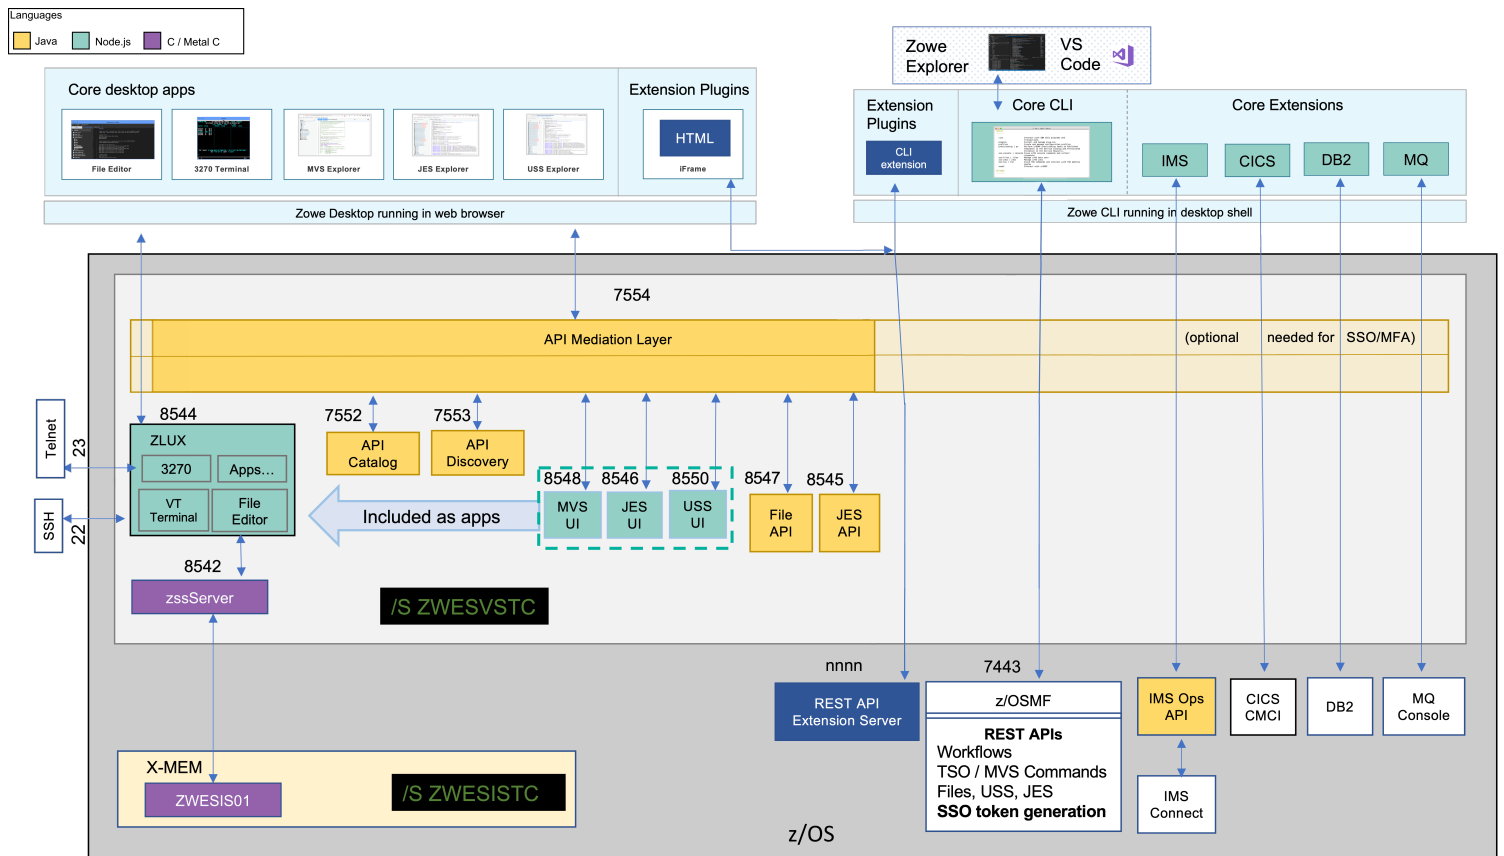 Languages
Java
Node.js
C / Metal C
Zowe
Explorer
VS
Code
Core desktop apps
Extension Plugins
File Editor
3270 Terminal
MVS Explorer
JES Explorer
USS Explorer
HTML
iFrame
Extension
Plugins
CLI
extension
Core CLI
Core Extensions
IMS
CICS
DB2
MQ
Zowe Desktop running in web browser
Zowe CLI running in desktop shell
7554
API Mediation Layer
(optional needed for SSO/MFA)
Telnet
23
SSH
22
8544
ZLUX
3270
Apps...
VT
Terminal
File
Editor
7552
API
Catalog
7553
API
Discovery
8548
MVS
UI
8546
JES
UI
8550
USS
UI
8547
File
API
8545
JES
API
Included as apps
8542
zssServer
/S ZWESVSTC
nnnn
REST API
Extension Server
7443
z/OSMF
REST APIs
Workflows
TSO / MVS Commands
Files, USS, JES
SSO token generation
IMS Ops
API
IMS
Connect
CICS
CMCI
DB2
MQ
Console
X-MEM
ZWESIS01
/S ZWESISTC
z/OS